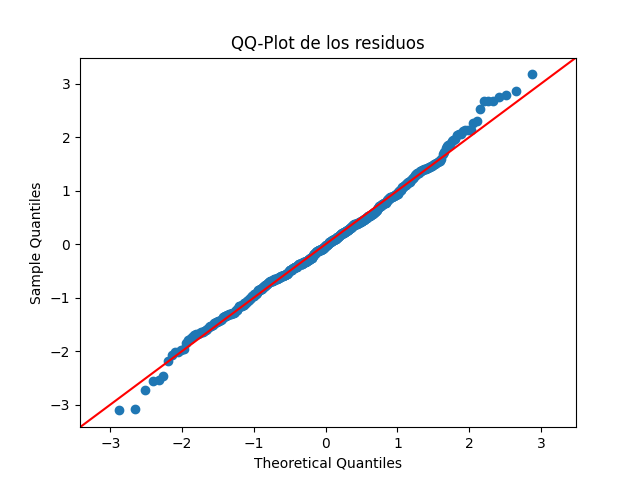 QQ-Plot de los residuos
3
2
1
0
−1
−2
−3
Sample Quantiles
−3 −2 −1 0 1 2 3
Theoretical Quantiles